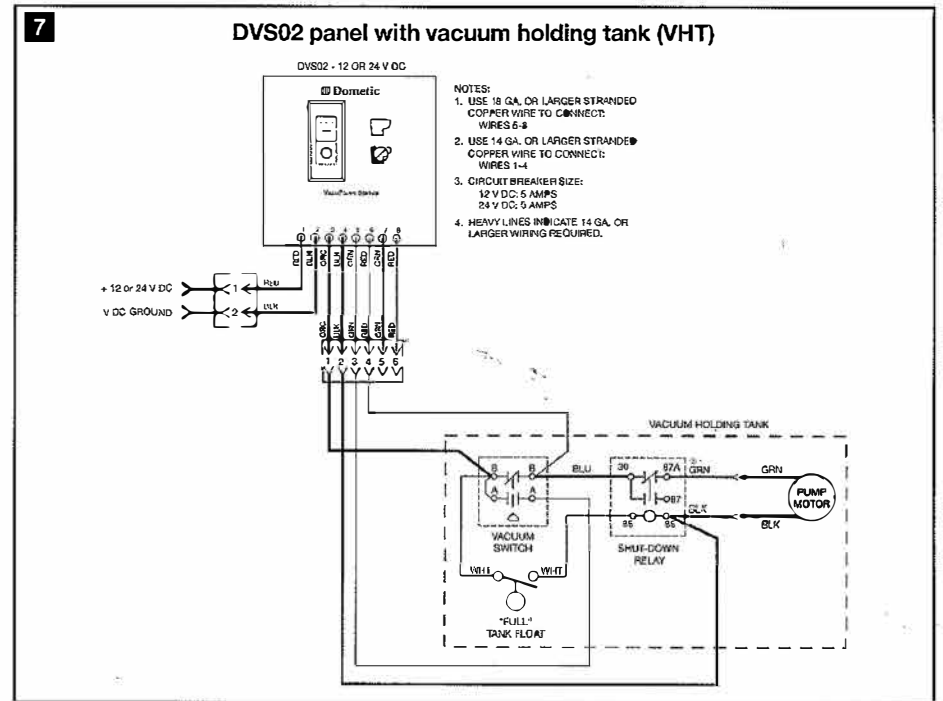 7
DVS02 panel with vacuum holding tank (VHT)
DVS02 - 12 OR 24 V DC
Dometic
NOTES:
1. USE 18 GA. OR LARGER STRANDED
COPPER WIRE TO CONNECT:
WIRES 5-8
2. USE 14 GA. OR LARGER STRANDED
COPPER WIRE TO CONNECT:
WIRES 1-4
3. CIRCUIT BREAKER SIZE:
12 V DC: 5 AMPS
24 V DC: 5 AMPS
4. HEAVY LINES INDICATE 14 GA. OR
LARGER WIRING REQUIRED.
1 2 3 4 5 6 7 8
RED BLK ORG BLK GRN RED GRN RED
+ 12 or 24 V DC
1
RED
V DC GROUND
2
BLK
ORG BLK GRN RED GRN RED
1 2 3 4 5 6
VACUUM HOLDING TANK
B B
BLU
30 87A
GRN
GRN
A A
87
PUMP
MOTOR
BLK
BLK
85
VACUUM
SWITCH
SHUT-DOWN
RELAY
WHT
WHT
"FULL"
TANK FLOAT